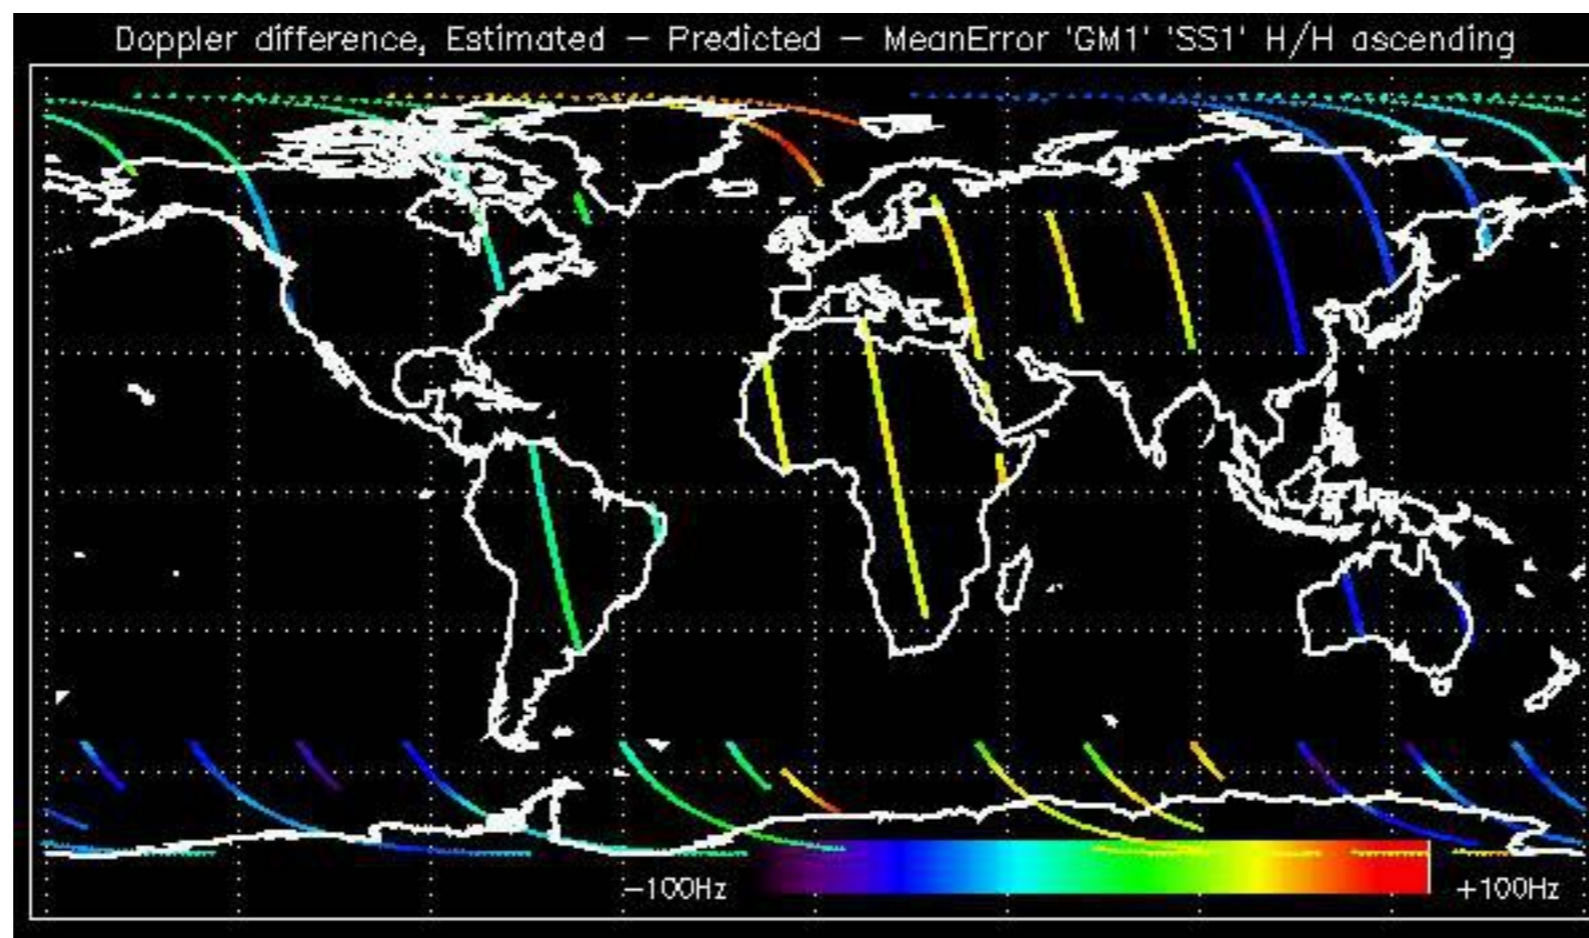 Doppler difference, Estimated − Predicted − MeanError 'GM1' 'SS1' H/H ascending
−100Hz
+100Hz